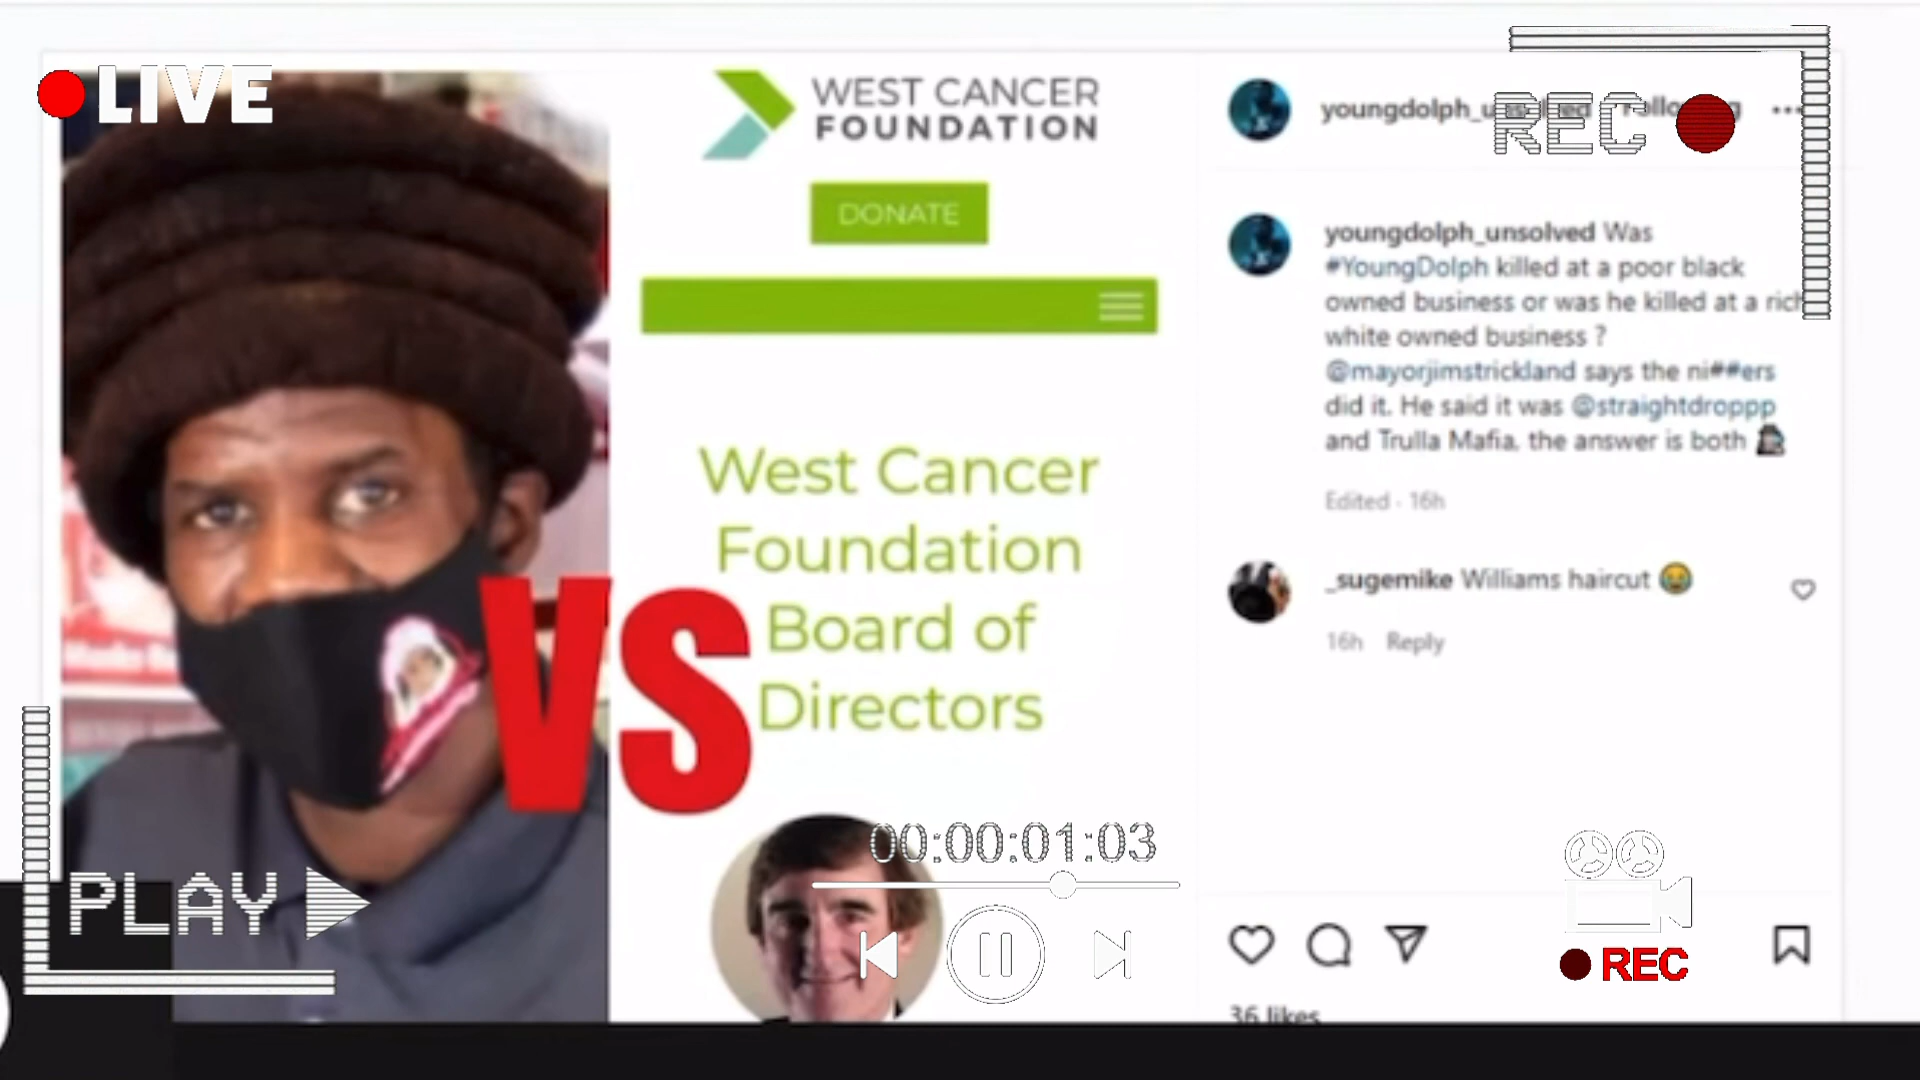 LIVE
WEST CANCER
FOUNDATION
DONATE
West Cancer
Foundation
Board of
Directors
VS
00:00:01:03
PLAY
REC
youngdolph_unsolved Was
#YoungDolph killed at a poor black
owned business or was he killed at a rich
white owned business ?
@mayorjimstrickland says the ni##ers
did it. He said it was @straightdroppp
and Trulla Mafia. the answer is both
Edited · 16h
_sugemike Williams haircut
16h Reply
36 likes
REC